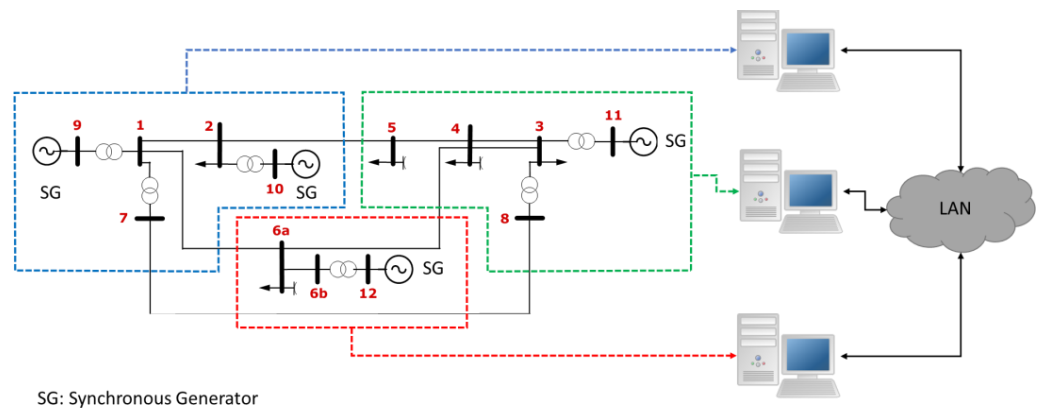 11
9
1
2
5
4
3
SG
LAN
SG
10
SG
7
8
6a
SG
6b
12
SG: Synchronous Generator